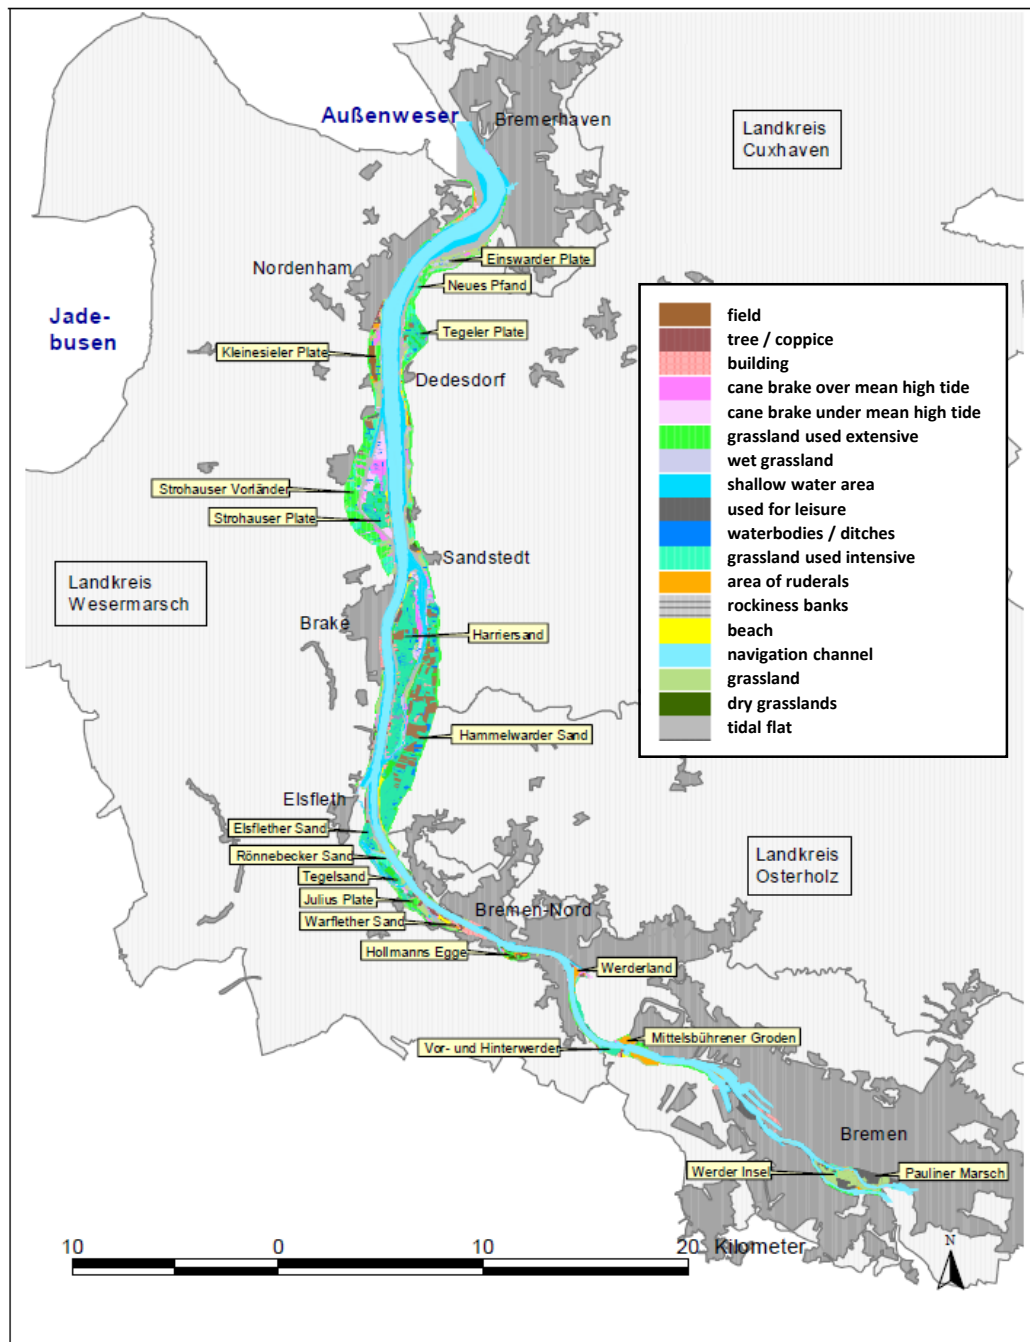 Außenweser
Bremerhaven
Landkreis
Cuxhaven
Einswarder Plate
Nordenham
Neues Pfand
Jade-
busen
Tegeler Plate
Kleinesieler Plate
Dedesdorf
field
tree / coppice
building
cane brake over mean high tide
cane brake under mean high tide
grassland used extensive
wet grassland
shallow water area
used for leisure
waterbodies / ditches
grassland used intensive
area of ruderals
rockiness banks
beach
navigation channel
grassland
dry grasslands
tidal flat
Strohauser Vorländer
Strohauser Plate
Sandstedt
Landkreis
Wesermarsch
Brake
Harriersand
Hammelwarder Sand
Elsfleth
Elsflether Sand
Rönnebecker Sand
Tegelsand
Julius Plate
Warflether Sand
Hollmanns Egge
Bremen-Nord
Landkreis
Osterholz
Werderland
Mittelsbührener Groden
Vor- und Hinterwerder
Bremen
Werder Insel
Pauliner Marsch
10 0 10 20 Kilometer
N